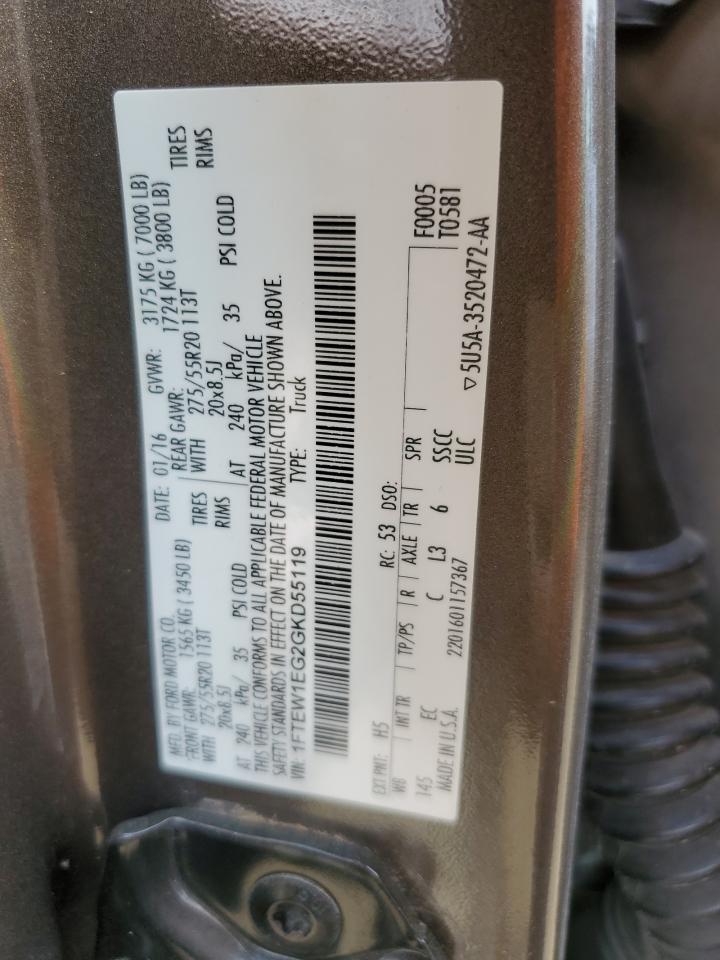 MFD. BY FORD MOTOR CO. DATE: 01/16 GVWR: 3175 KG ( 7000 LB)
FRONT GAWR: 1565 KG ( 3450 LB) REAR GAWR: 1724 KG ( 3800 LB)
WITH 275/55R20 113T TIRES WITH 275/55R20 113T TIRES
20x8.5J RIMS 20x8.5J RIMS
AT 240 kPa/ 35 PSI COLD AT 240 kPa/ 35 PSI COLD
THIS VEHICLE CONFORMS TO ALL APPLICABLE FEDERAL MOTOR VEHICLE
SAFETY STANDARDS IN EFFECT ON THE DATE OF MANUFACTURE SHOWN ABOVE.
VIN: 1FTEW1EG2GKD55119 TYPE: Truck
EXT PNT: H5 RC: 53 DSO: F0005
WB INT TR TP/PS R AXLE TR SPR T0581
145 EC C L3 6 SSCC
MADE IN U.S.A. 2201601157367 ULC ▽5U5A-3520472-AA